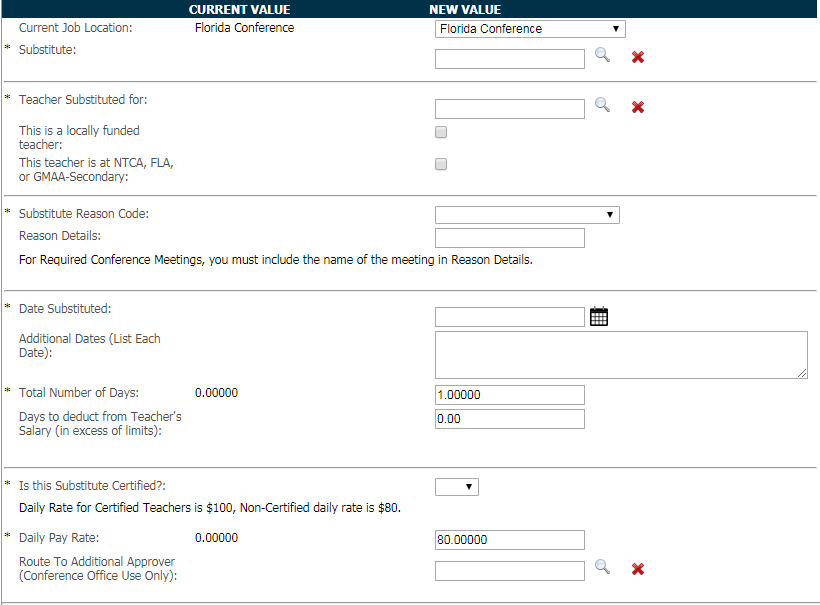 CURRENT VALUE NEW VALUE
Current Job Location: Florida Conference Florida Conference
* Substitute:
* Teacher Substituted for:
This is a locally funded
teacher:
This teacher is at NTCA, FLA,
or GMAA-Secondary:
* Substitute Reason Code:
Reason Details:
For Required Conference Meetings, you must include the name of the meeting in Reason Details.
* Date Substituted:
Additional Dates (List Each
Date):
* Total Number of Days: 0.00000 1.00000
Days to deduct from Teacher's 0.00
Salary (in excess of limits):
* Is this Substitute Certified?:
Daily Rate for Certified Teachers is $100, Non-Certified daily rate is $80.
* Daily Pay Rate: 0.00000 80.00000
Route To Additional Approver
(Conference Office Use Only):